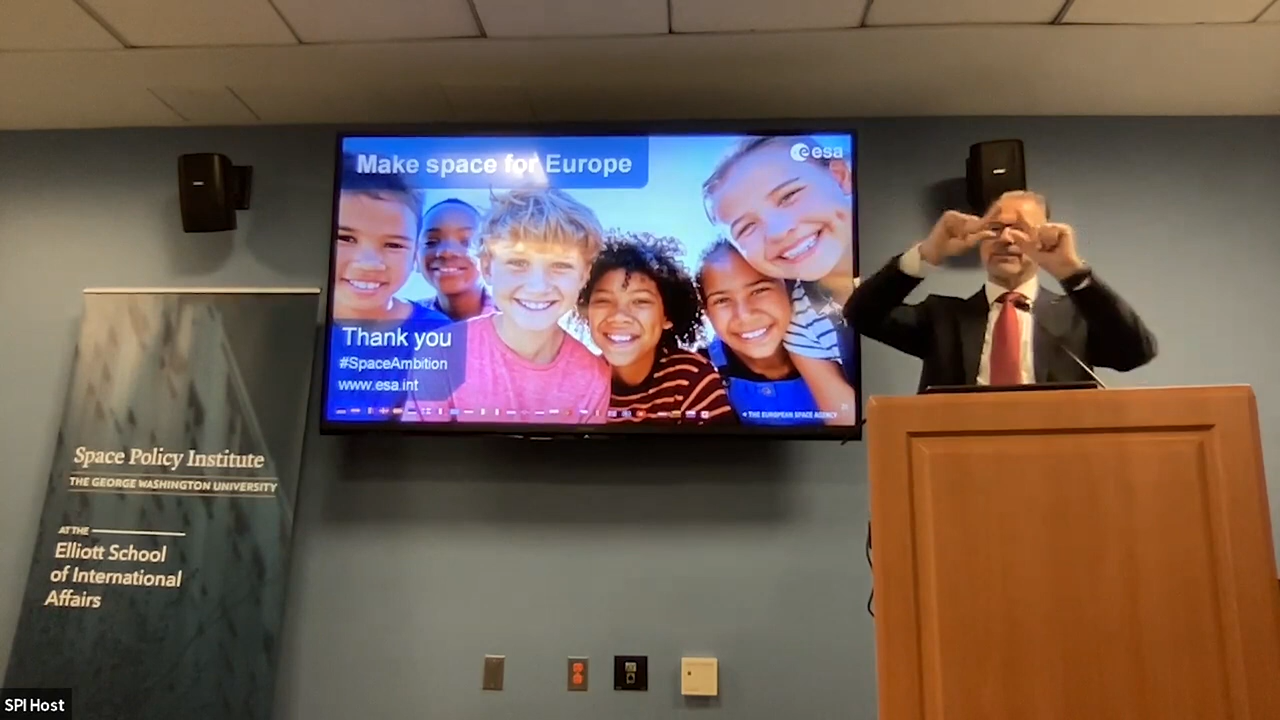 Make space for Europe
esa
Thank you
#SpaceAmbition
www.esa.int
THE EUROPEAN SPACE AGENCY
Space Policy Institute
THE GEORGE WASHINGTON UNIVERSITY
AT THE
Elliott School
of International
Affairs
SPI Host